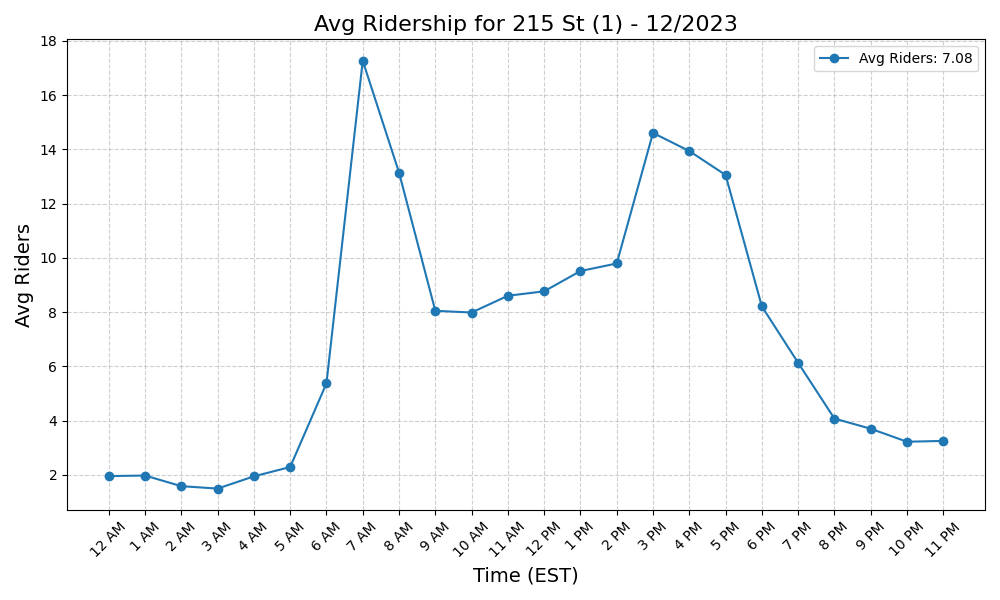 Avg Ridership for 215 St (1) - 12/2023
Avg Riders: 7.08
Avg Riders
18
16
14
12
10
8
6
4
2
12 AM
1 AM
2 AM
3 AM
4 AM
5 AM
6 AM
7 AM
8 AM
9 AM
10 AM
11 AM
12 PM
1 PM
2 PM
3 PM
4 PM
5 PM
6 PM
7 PM
8 PM
9 PM
10 PM
11 PM
Time (EST)